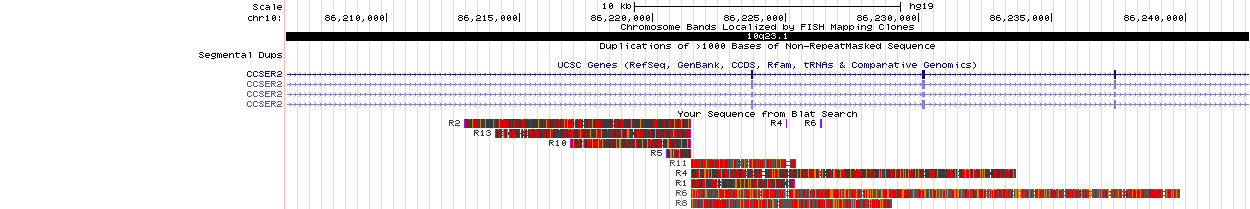 Scale 10 kb hg19
chr10: 86,210,000 86,215,000 86,220,000 86,225,000 86,230,000 86,235,000 86,240,000
Chromosome Bands Localized by FISH Mapping Clones
10q23.1
Duplications of >1000 Bases of Non-RepeatMasked Sequence
Segmental Dups
UCSC Genes (RefSeq, GenBank, CCDS, Rfam, tRNAs & Comparative Genomics)
CCSER2
CCSER2
CCSER2
CCSER2
Your Sequence from Blat Search
R2 R4 R6
R13
R10
R5
R11
R4
R1
R6
R8